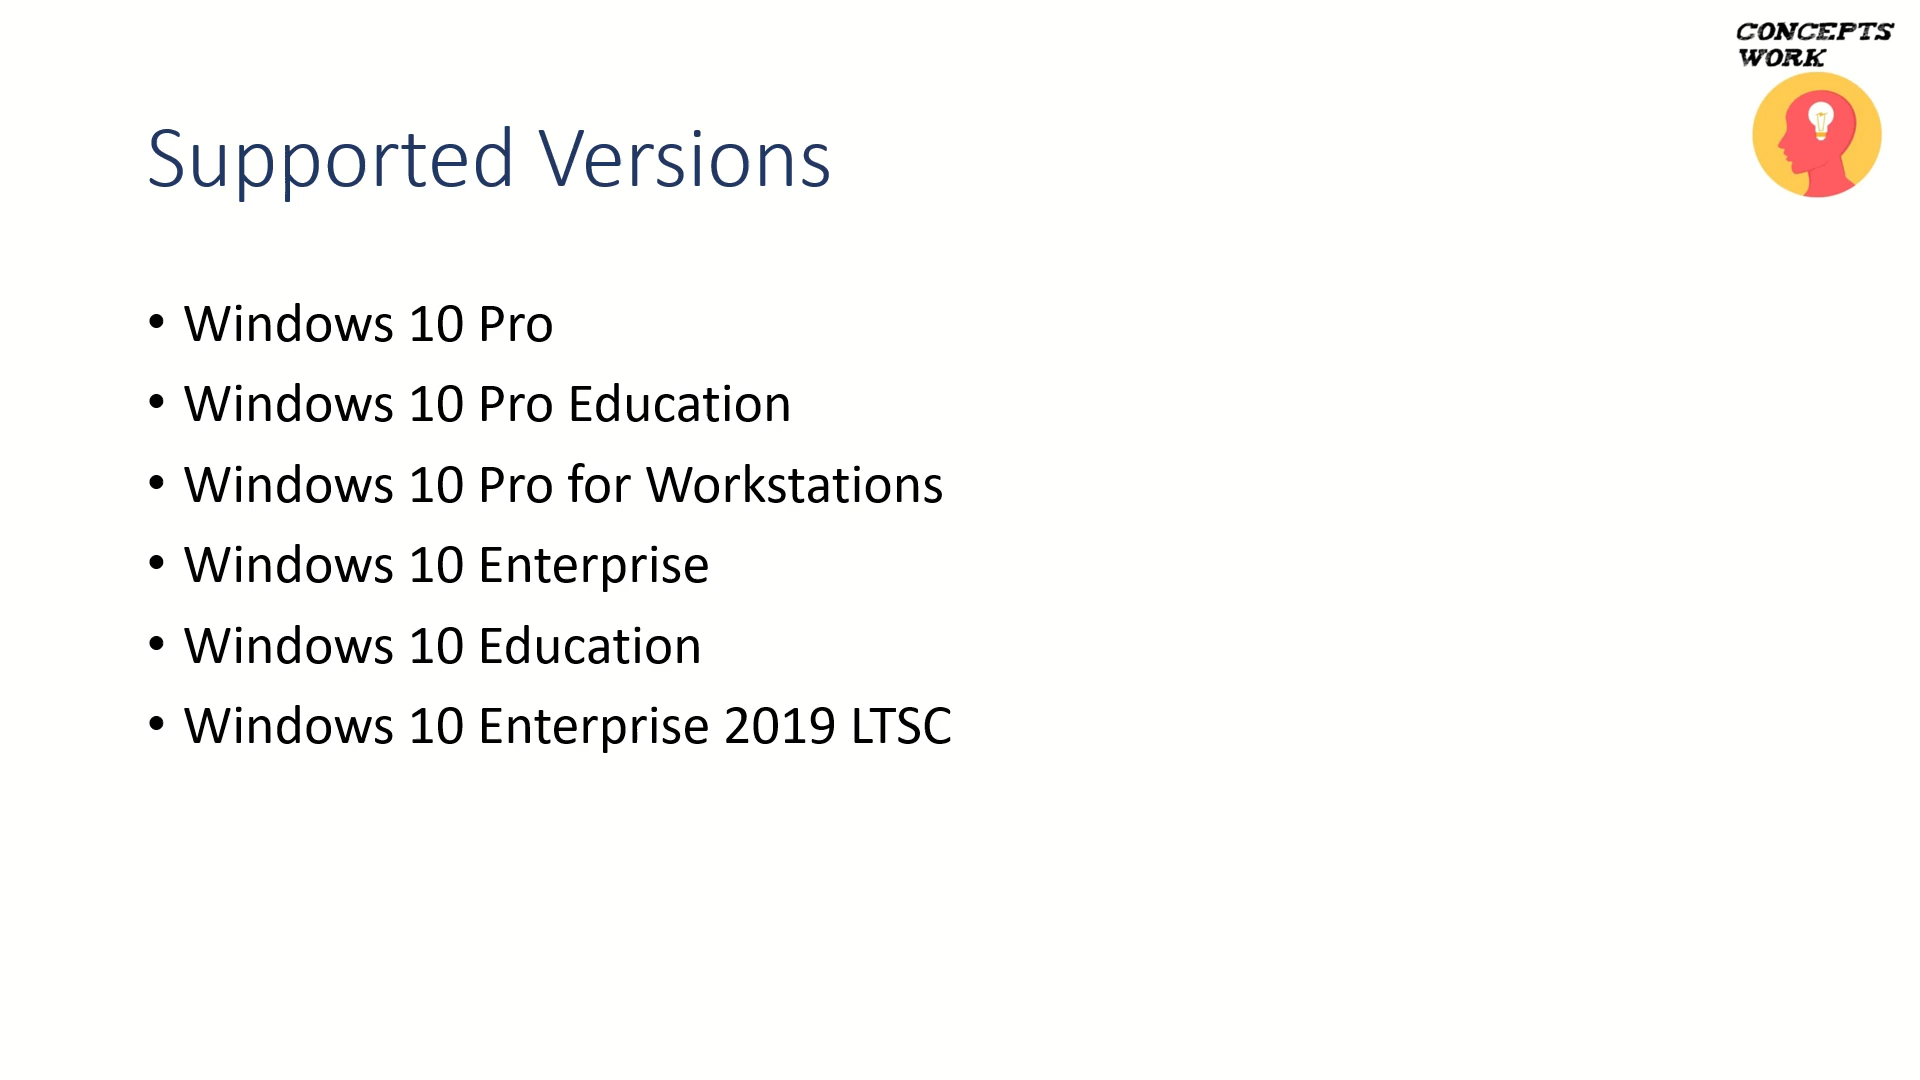 CONCEPTS
WORK
Supported Versions
• Windows 10 Pro
• Windows 10 Pro Education
• Windows 10 Pro for Workstations
• Windows 10 Enterprise
• Windows 10 Education
• Windows 10 Enterprise 2019 LTSC